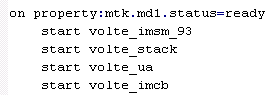 on property:mtk.md1.status=ready
    start volte_imsm_93
    start volte_stack
    start volte_ua
    start volte_imcb